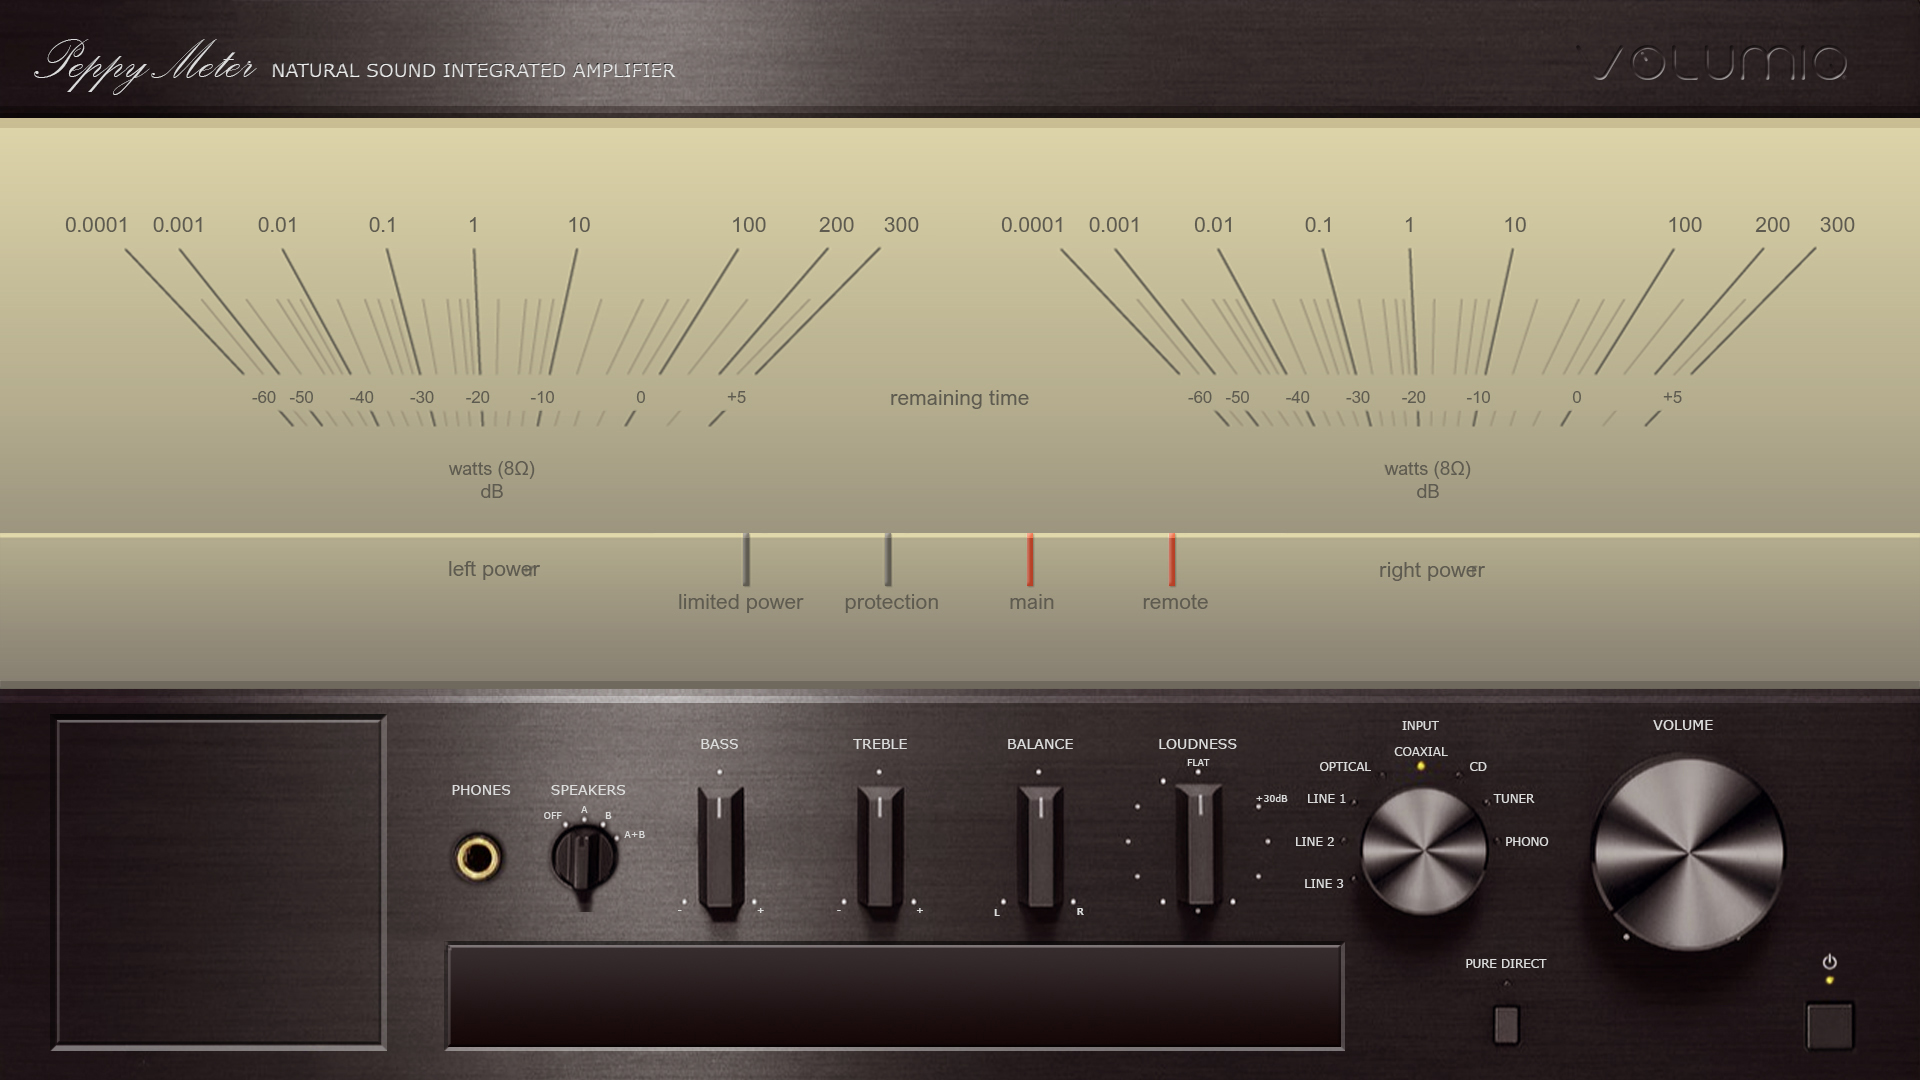 Peppy Meter NATURAL SOUND INTEGRATED AMPLIFIER
VOLUMIO
0.0001 0.001 0.01 0.1 1 10 100 200 300
0.0001 0.001 0.01 0.1 1 10 100 200 300
-60 -50 -40 -30 -20 -10 0 +5
remaining time
-60 -50 -40 -30 -20 -10 0 +5
watts (8Ω)
dB
watts (8Ω)
dB
left power
limited power
protection
main
remote
right power
PHONES
SPEAKERS
OFF A B A+B
BASS
- +
TREBLE
- +
BALANCE
L R
LOUDNESS
FLAT
+30dB
INPUT
COAXIAL
OPTICAL CD
LINE 1 TUNER
LINE 2 PHONO
LINE 3
VOLUME
PURE DIRECT